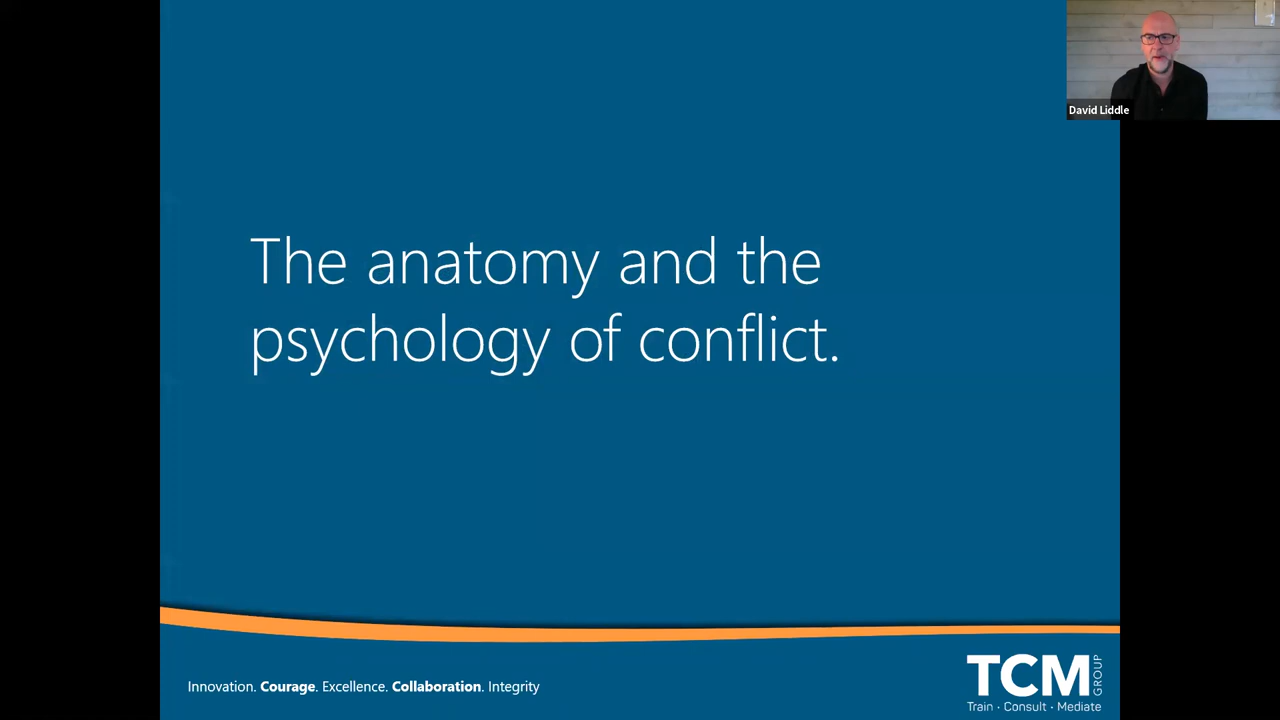 David Liddle
The anatomy and the
psychology of conflict.
Innovation. Courage. Excellence. Collaboration. Integrity
TCM
GROUP
Train · Consult · Mediate